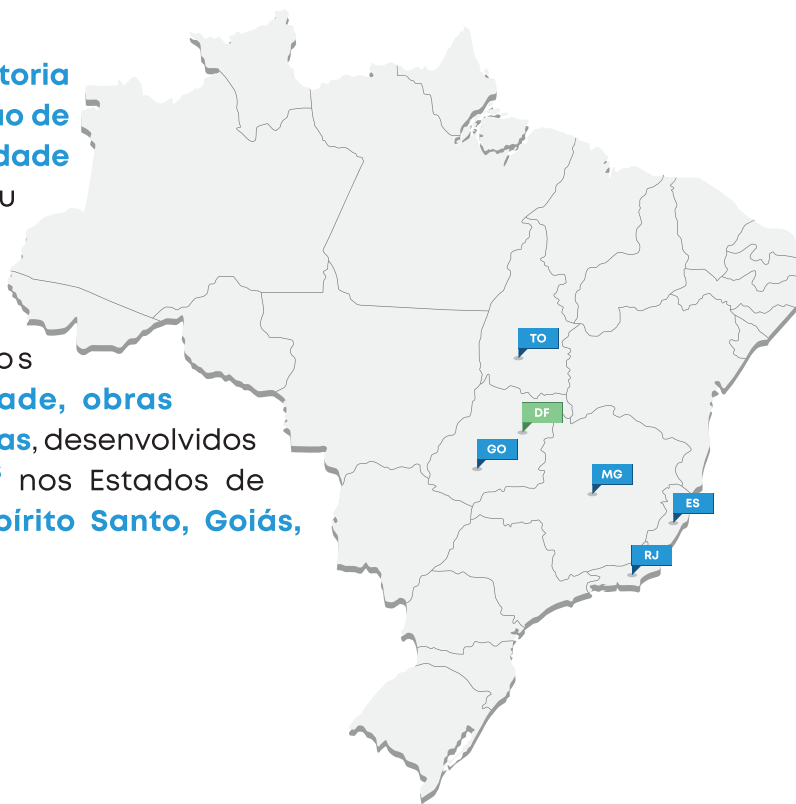 toria
ão de
dade
u
os
ade, obras
as, desenvolvidos
nos Estados de
pírito Santo, Goiás,
TO
DF
GO
MG
ES
RJ